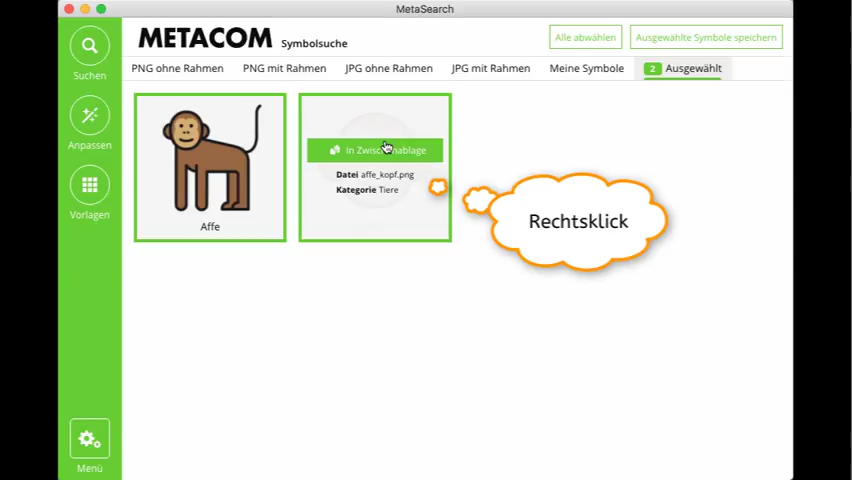 MetaSearch
METACOM Symbolsuche
Alle abwählen
Ausgewählte Symbole speichern
Suchen
PNG ohne Rahmen
PNG mit Rahmen
JPG ohne Rahmen
JPG mit Rahmen
Meine Symbole
2 Ausgewählt
Anpassen
Vorlagen
Affe
In Zwischenablage
Datei affe_kopf.png
Kategorie Tiere
Rechtsklick
Menü